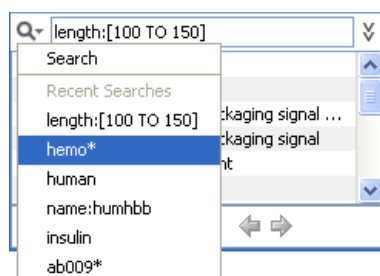 length:[100 TO 150]
Search
Recent Searches
length:[100 TO 150]
hemo*
human
name:humhbb
insulin
ab009*
ckaging signal ...
ckaging signal